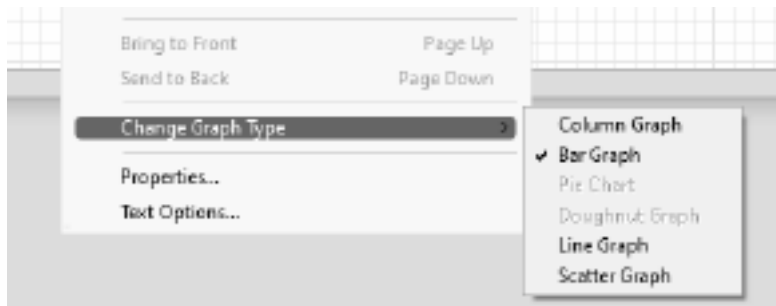 Bring to Front Page Up
Send to Back Page Down
Change Graph Type
Properties...
Text Options...
Column Graph
Bar Graph
Pie Chart
Doughnut Graph
Line Graph
Scatter Graph